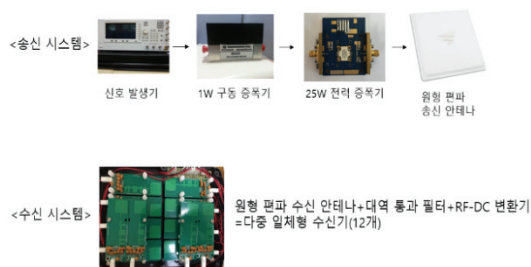 <송신 시스템>
신호 발생기
1W 구동 증폭기
25W 전력 증폭기
원형 편파
송신 안테나
<수신 시스템>
원형 편파 수신 안테나+대역 통과 필터+RF-DC 변환기
=다중 일체형 수신기(12개)